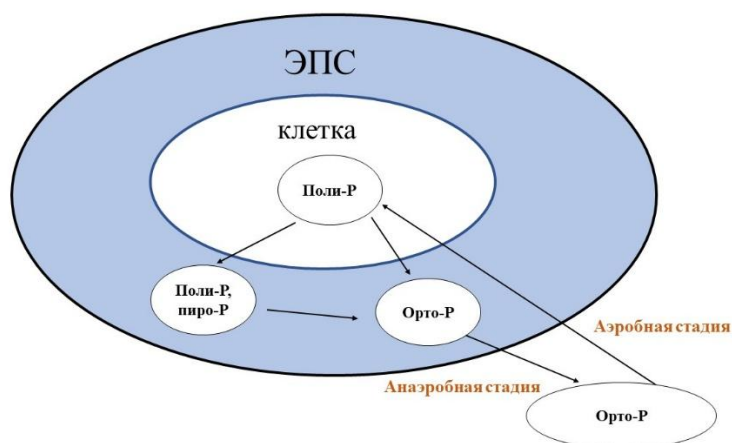 ЭПС
клетка
Поли-Р
Поли-Р,
пиро-Р
Орто-Р
Аэробная стадия
Анаэробная стадия
Орто-Р